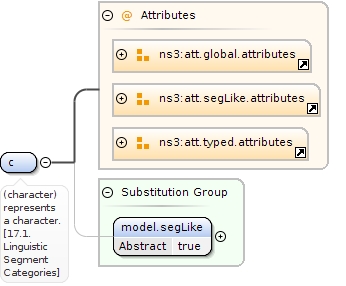 Attributes
ns3:att.global.attributes
ns3:att.segLike.attributes
ns3:att.typed.attributes
c
(character)
represents
a character.
[17.1.
Linguistic
Segment
Categories]
Substitution Group
model.segLike
Abstract true